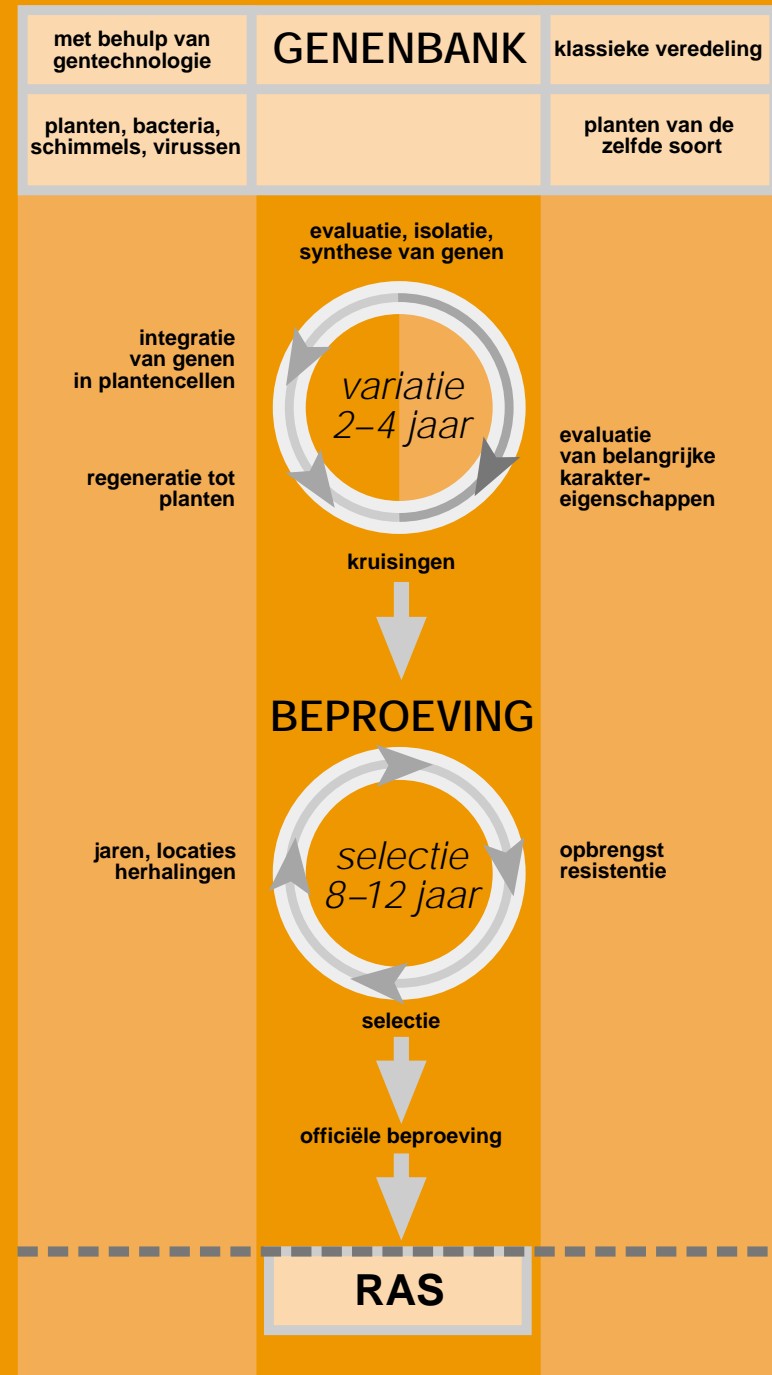 met behulp van
gentechnologie
GENENBANK
klassieke veredeling
planten, bacteria,
schimmels, virussen
planten van de
zelfde soort
evaluatie, isolatie,
synthese van genen
integratie
van genen
in plantencellen
variatie
2–4 jaar
regeneratie tot
planten
evaluatie
van belangrijke
karakter-
eigenschappen
kruisingen
BEPROEVING
jaren, locaties
herhalingen
selectie
8–12 jaar
opbrengst
resistentie
selectie
officiële beproeving
RAS